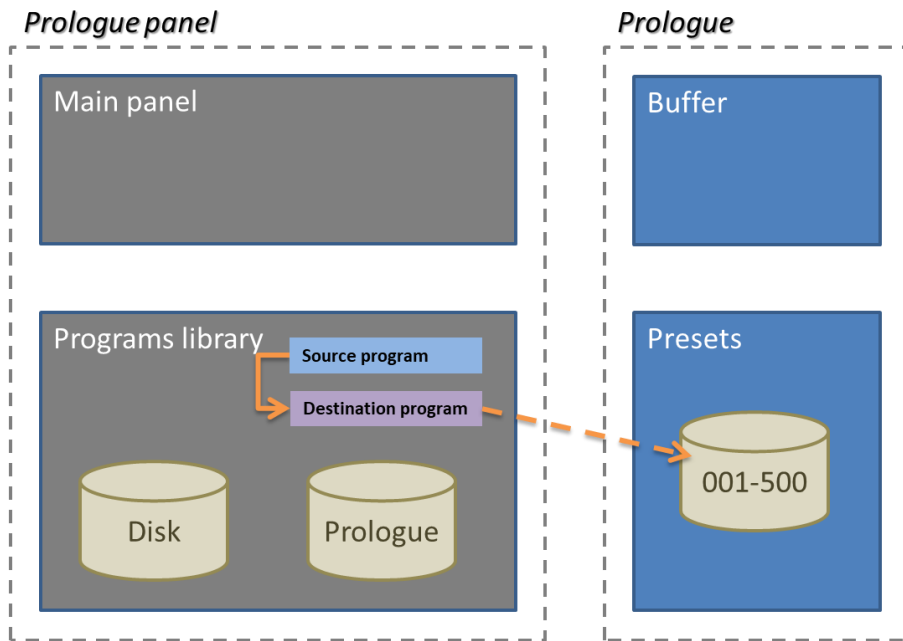 Prologue panel
Prologue
Main panel
Buffer
Programs library
Source program
Destination program
Disk
Prologue
Presets
001-500